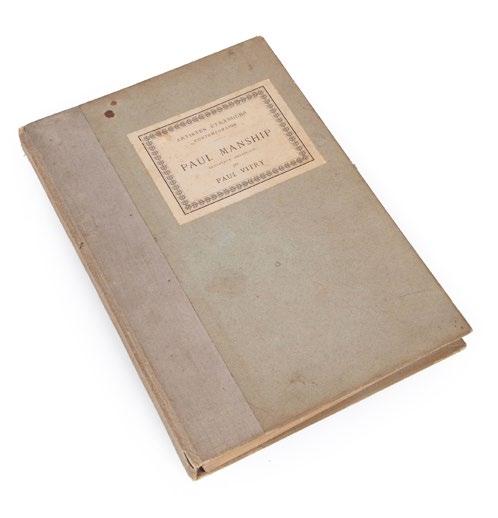 ARTISTES ÉTRANGERS
CONTEMPORAINS
PAUL MANSHIP
PAUL VITRY